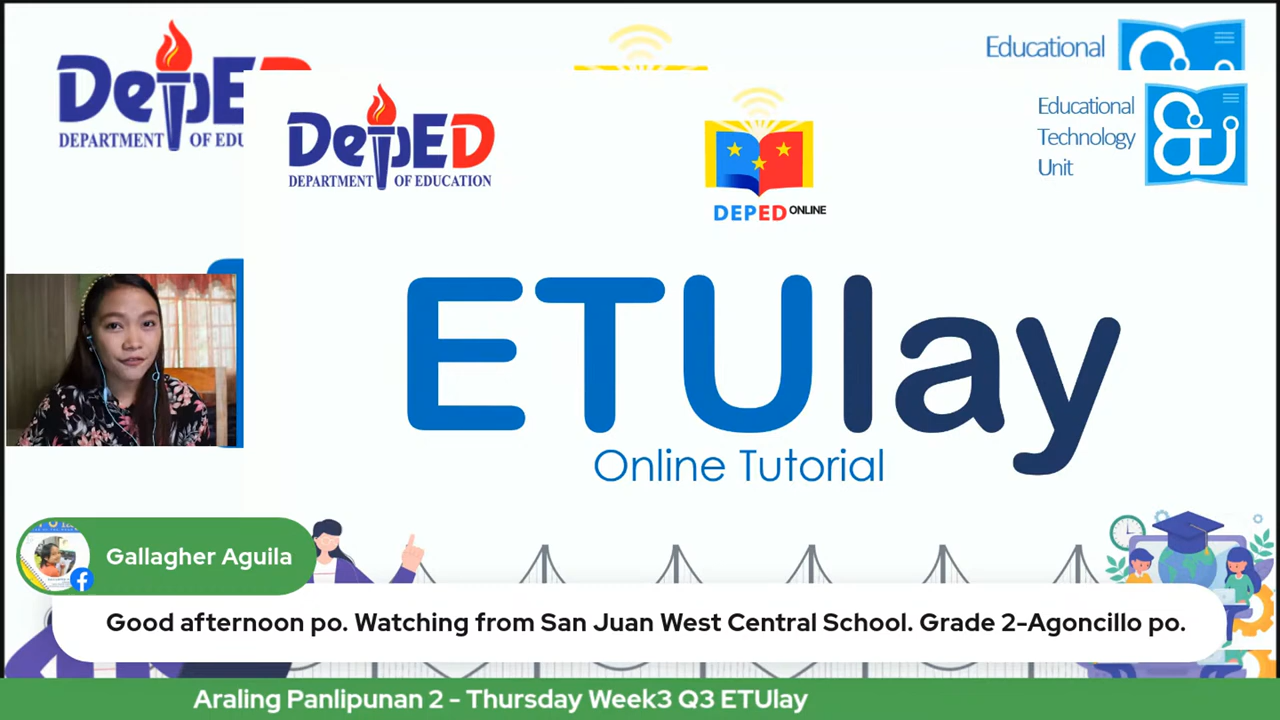 DepED
DEPARTMENT OF EDU
Educational
DepED
DEPARTMENT OF EDUCATION
DEPED ONLINE
Educational
Technology
Unit
ETUlay
Online Tutorial
Gallagher Aguila
Good afternoon po. Watching from San Juan West Central School. Grade 2-Agoncillo po.
Araling Panlipunan 2 - Thursday Week3 Q3 ETUlay